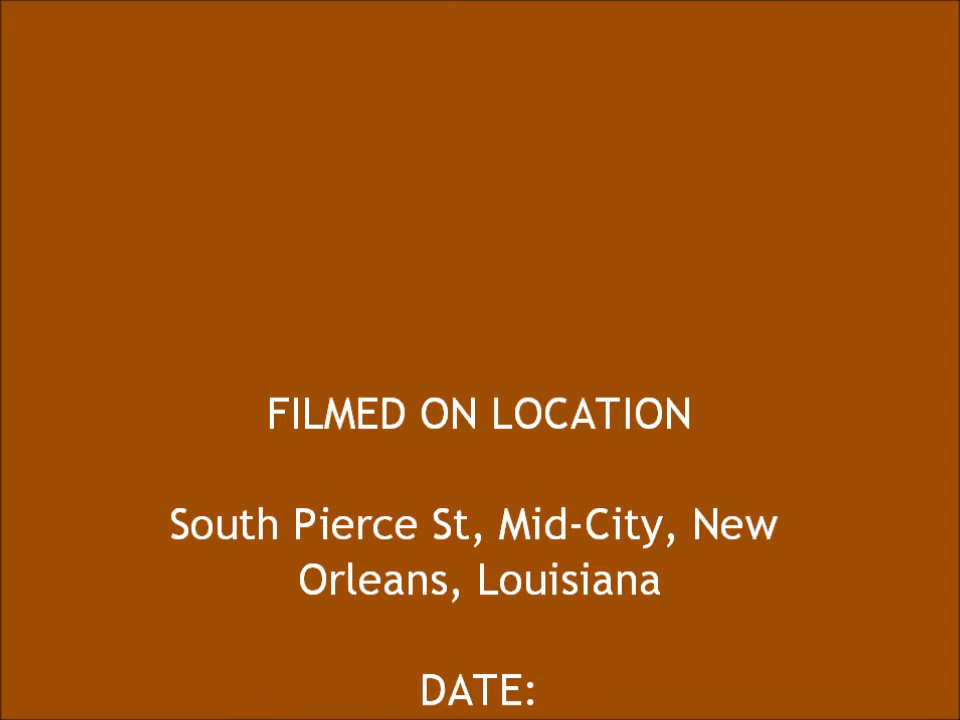 FILMED ON LOCATION
South Pierce St, Mid-City, New
Orleans, Louisiana
DATE: